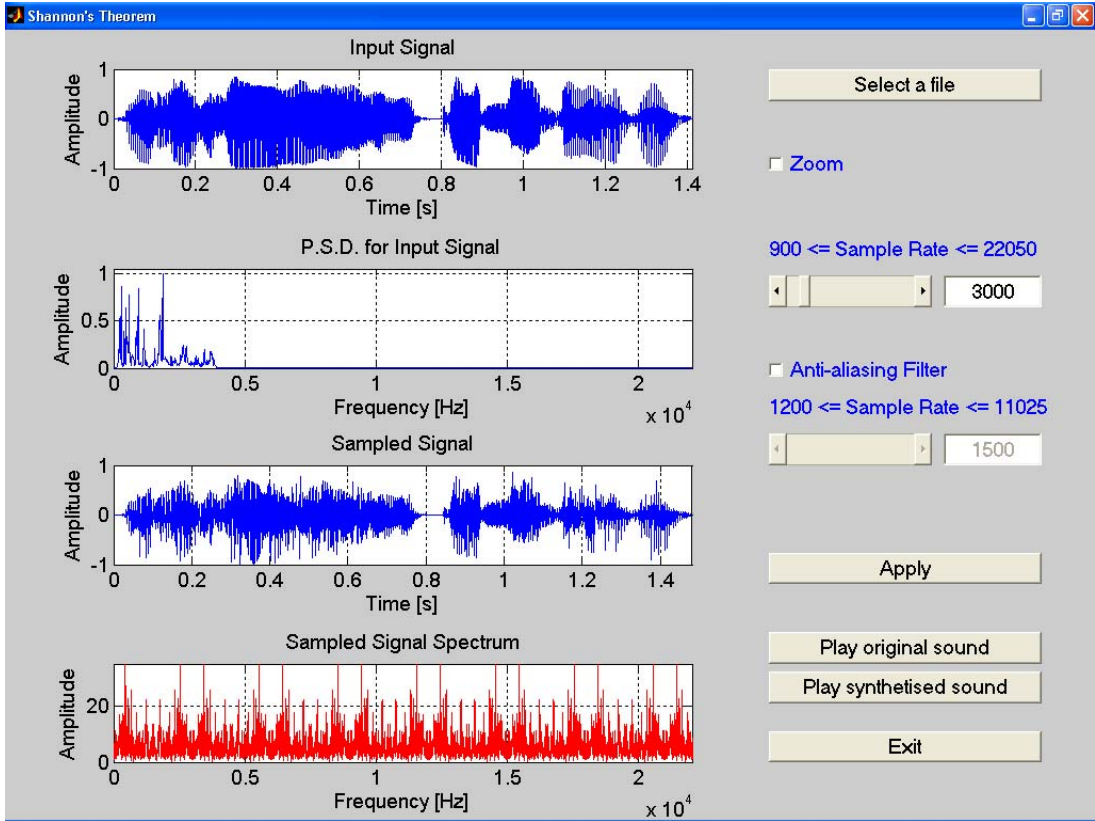 Shannon's Theorem
Input Signal
Amplitude
1
0
-1
0 0.2 0.4 0.6 0.8 1 1.2 1.4
Time [s]
P.S.D. for Input Signal
Amplitude
1
0.5
0
0.5 1 1.5 2
Frequency [Hz]
x 10^4
Sampled Signal
Amplitude
1
0
-1
0 0.2 0.4 0.6 0.8 1 1.2 1.4
Time [s]
Sampled Signal Spectrum
Amplitude
20
0
0 0.5 1 1.5 2
Frequency [Hz]
x 10^4
Select a file
Zoom
900 <= Sample Rate <= 22050
3000
Anti-aliasing Filter
1200 <= Sample Rate <= 11025
1500
Apply
Play original sound
Play synthetised sound
Exit